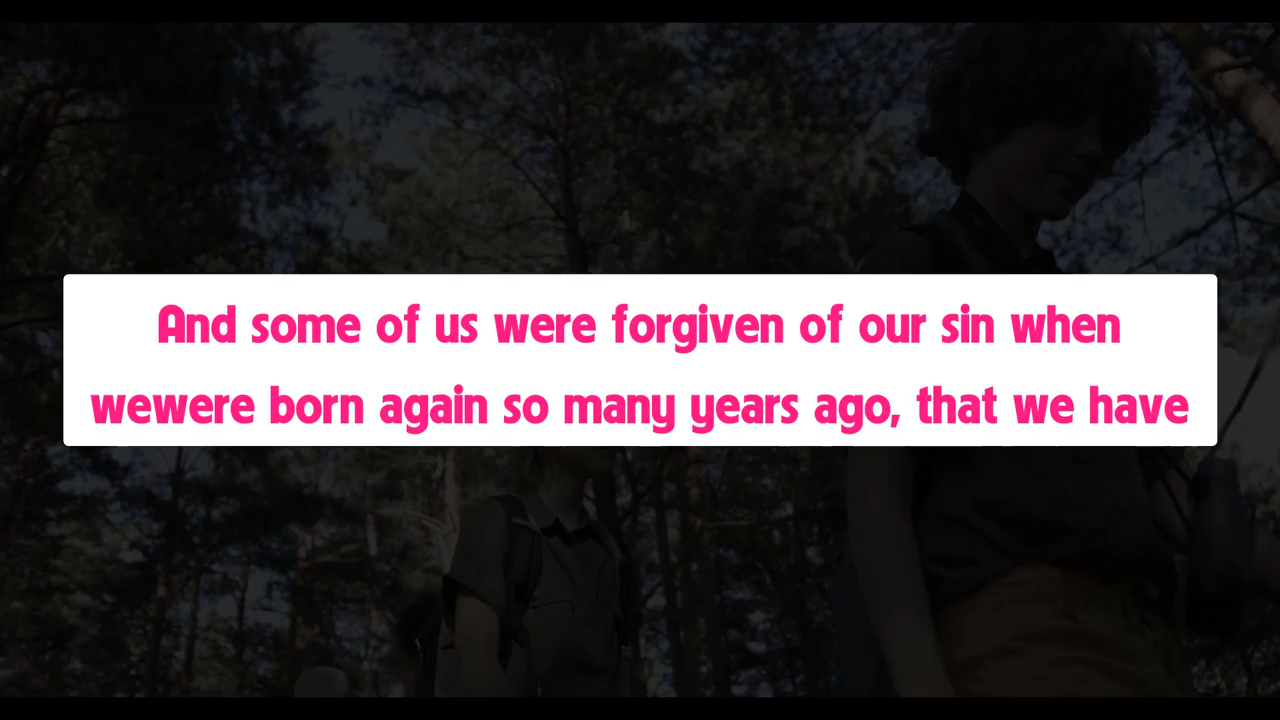 And some of us were forgiven of our sin when
wewere born again so many years ago, that we have